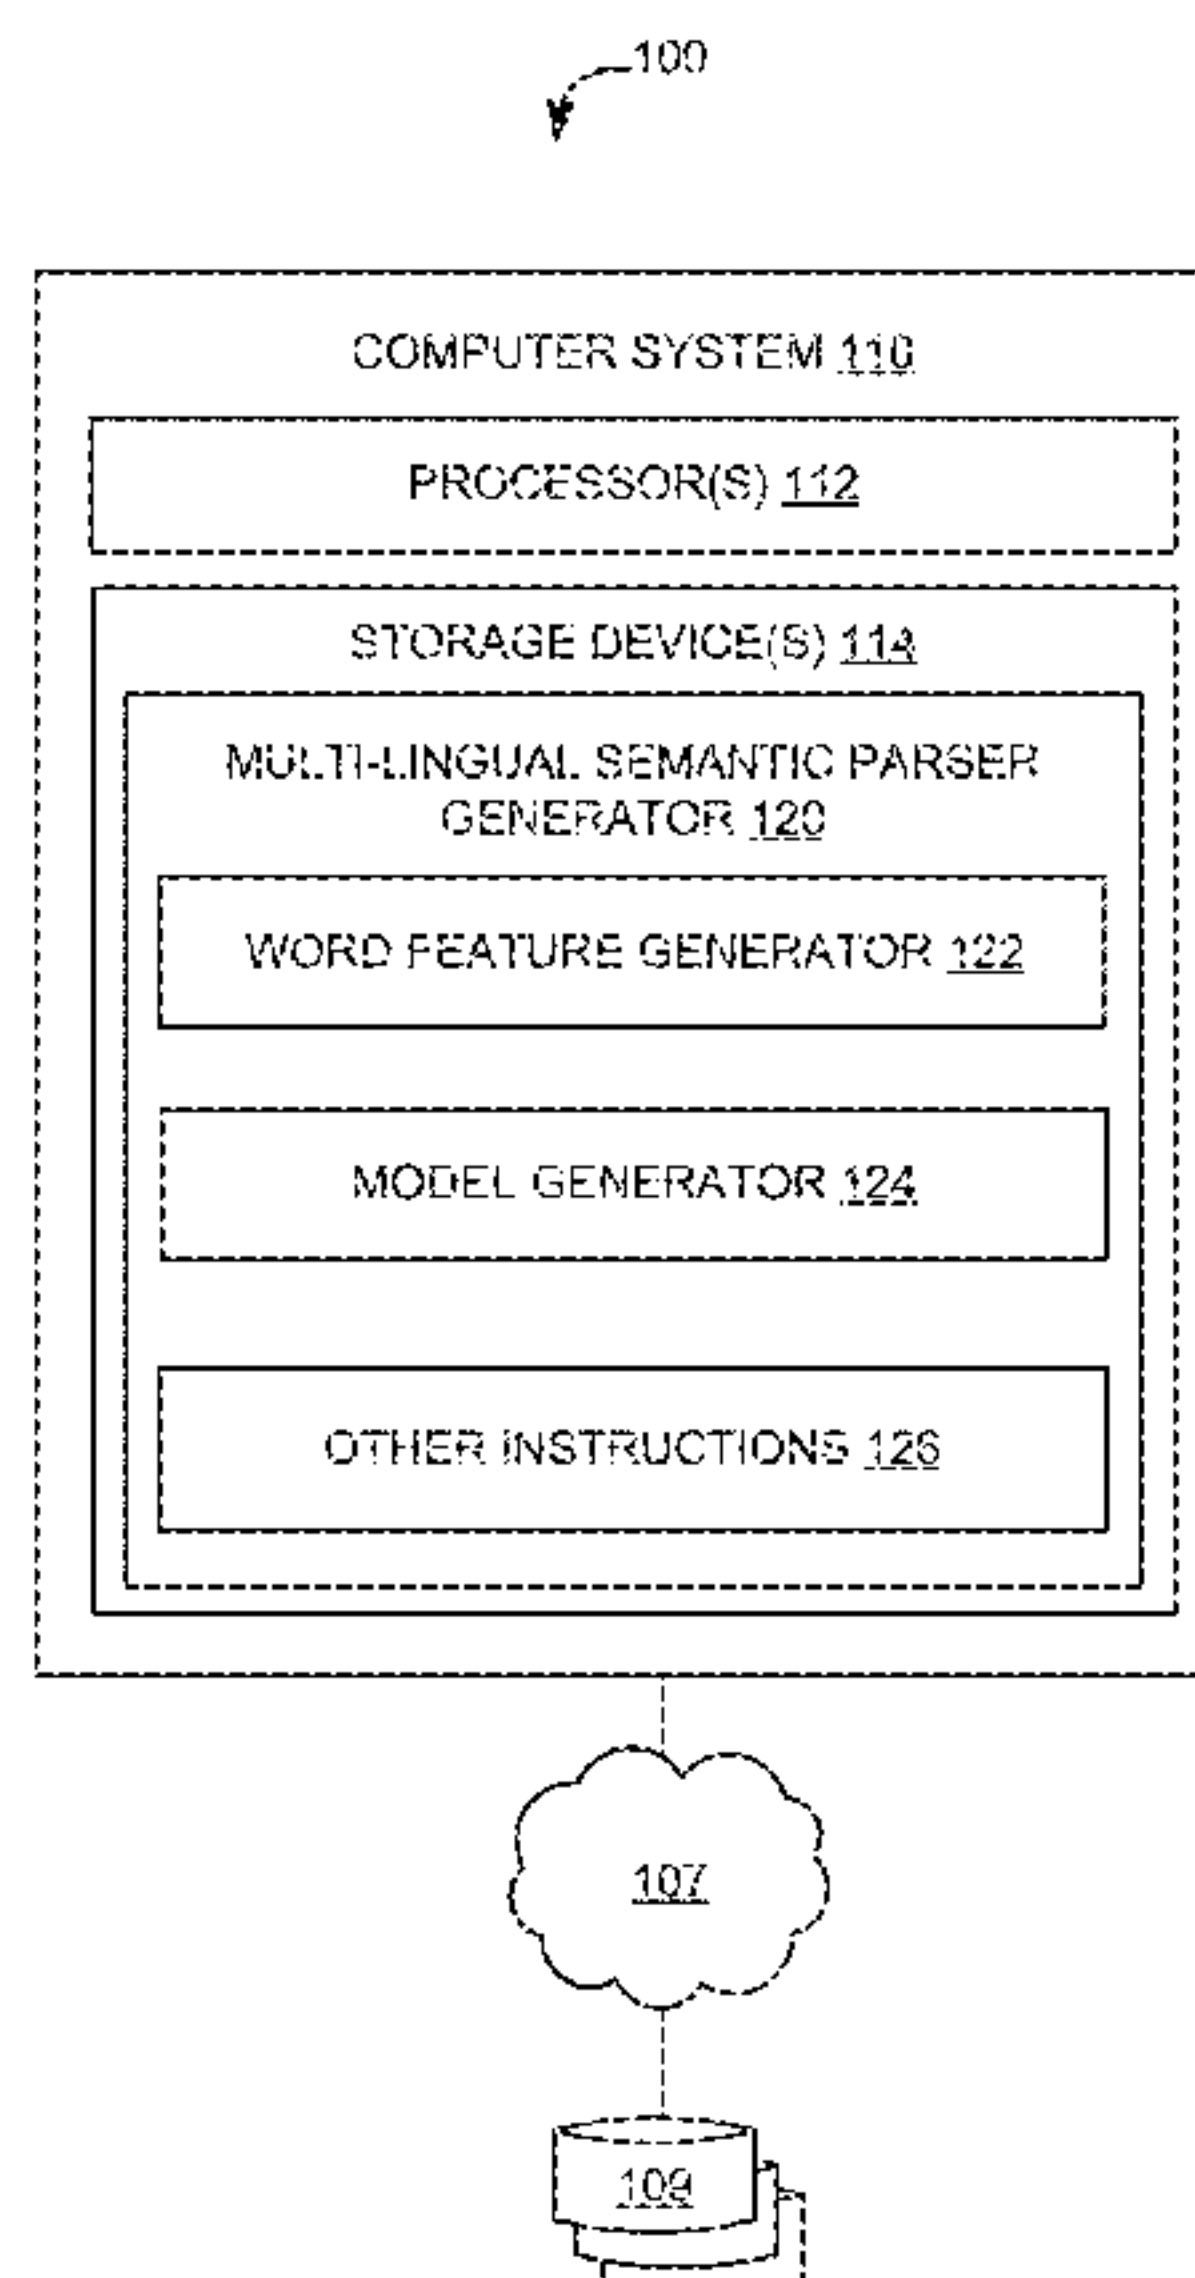 100
COMPUTER SYSTEM 110
PROCESSOR(S) 112
STORAGE DEVICE(S) 114
MULTI-LINGUAL SEMANTIC PARSER
GENERATOR 120
WORD FEATURE GENERATOR 122
MODEL GENERATOR 124
OTHER INSTRUCTIONS 126
107
109